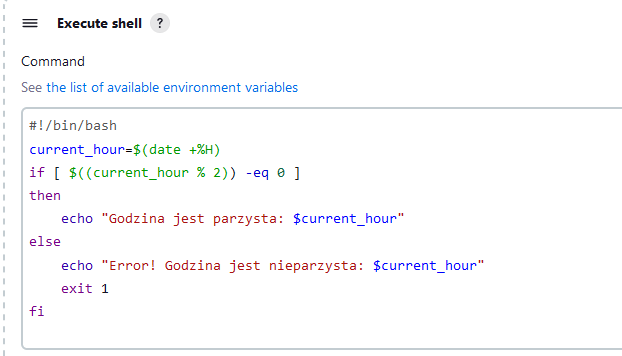 Execute shell ?
Command
See the list of available environment variables
#!/bin/bash
current_hour=$(date +%H)
if [ $((current_hour % 2)) -eq 0 ]
then
    echo "Godzina jest parzysta: $current_hour"
else
    echo "Error! Godzina jest nieparzysta: $current_hour"
    exit 1
fi